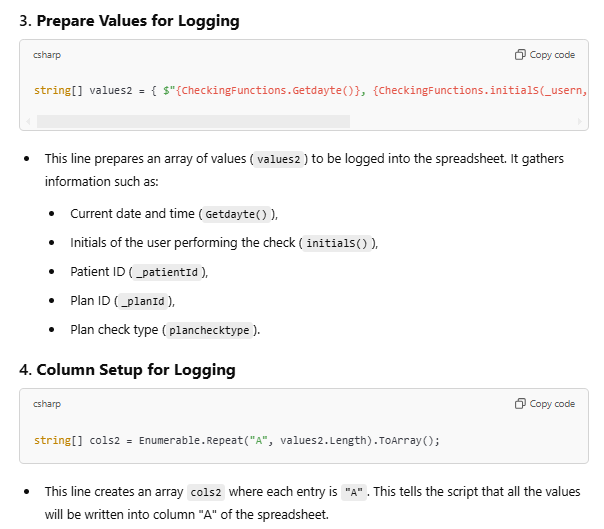 3. Prepare Values for Logging
csharp
Copy code
string[] values2 = { $"{CheckingFunctions.Getdayte()}, {CheckingFunctions.initialS(_usern,
This line prepares an array of values ( values2 ) to be logged into the spreadsheet. It gathers
information such as:
Current date and time ( Getdayte() ),
Initials of the user performing the check ( initialS() ),
Patient ID ( _patientId ),
Plan ID ( _planId ),
Plan check type ( planchecktype ).
4. Column Setup for Logging
csharp
Copy code
string[] cols2 = Enumerable.Repeat("A", values2.Length).ToArray();
This line creates an array cols2 where each entry is "A" . This tells the script that all the values
will be written into column "A" of the spreadsheet.